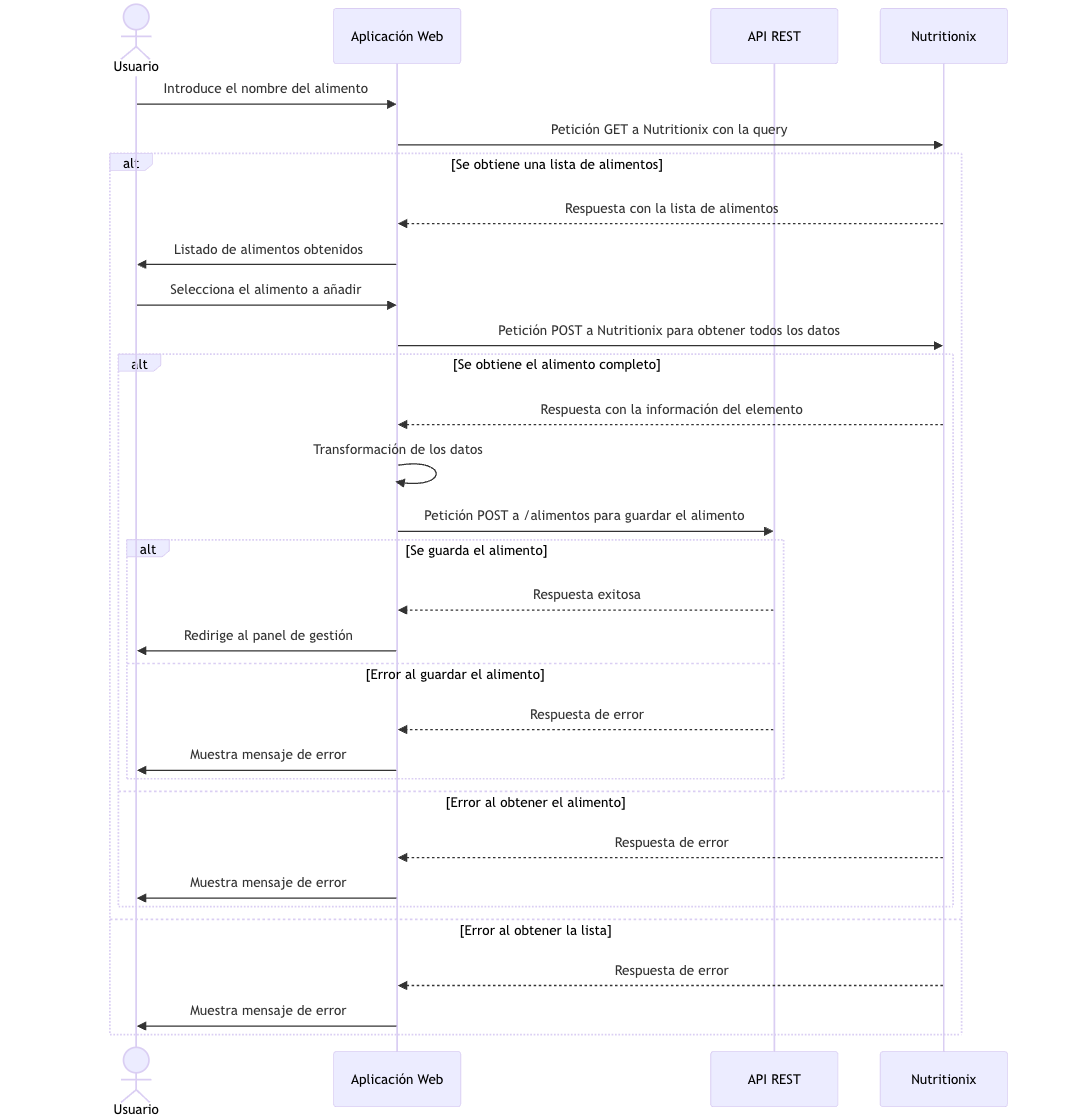 Usuario
Aplicación Web
API REST
Nutritionix
Introduce el nombre del alimento
Petición GET a Nutritionix con la query
alt
[Se obtiene una lista de alimentos]
Respuesta con la lista de alimentos
Listado de alimentos obtenidos
Selecciona el alimento a añadir
Petición POST a Nutritionix para obtener todos los datos
alt
[Se obtiene el alimento completo]
Respuesta con la información del elemento
Transformación de los datos
Petición POST a /alimentos para guardar el alimento
alt
[Se guarda el alimento]
Respuesta exitosa
Redirige al panel de gestión
[Error al guardar el alimento]
Respuesta de error
Muestra mensaje de error
[Error al obtener el alimento]
Respuesta de error
Muestra mensaje de error
[Error al obtener la lista]
Respuesta de error
Muestra mensaje de error
Usuario
Aplicación Web
API REST
Nutritionix